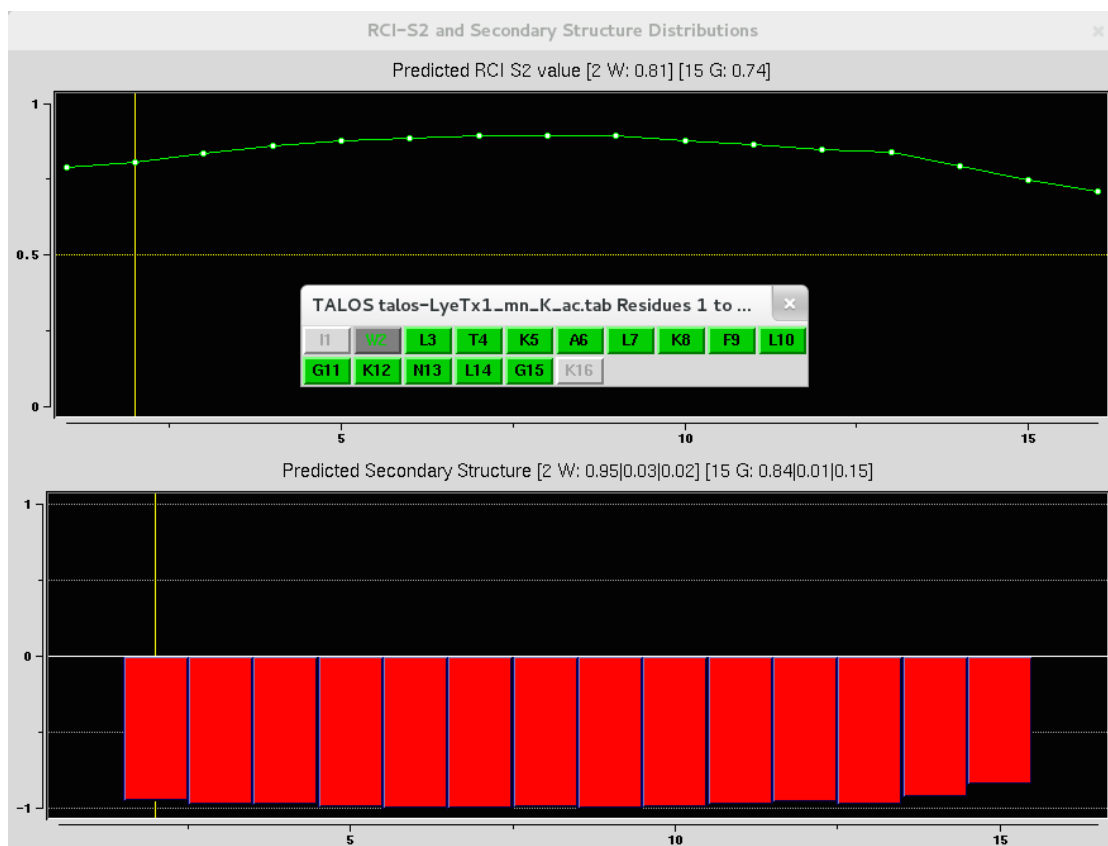 RCI-S2 and Secondary Structure Distributions
Predicted RCI S2 value [2 W: 0.81] [15 G: 0.74]
1
0.5
TALOS talos-LyeTx1_mn_K_ac.tab Residues 1 to ...
I1 W2 L3 T4 K5 A6 L7 K8 F9 L10
G11 K12 N13 L14 G15 K16
0
5 10 15
Predicted Secondary Structure [2 W: 0.95|0.03|0.02] [15 G: 0.84|0.01|0.15]
1
0
-1
5 10 15